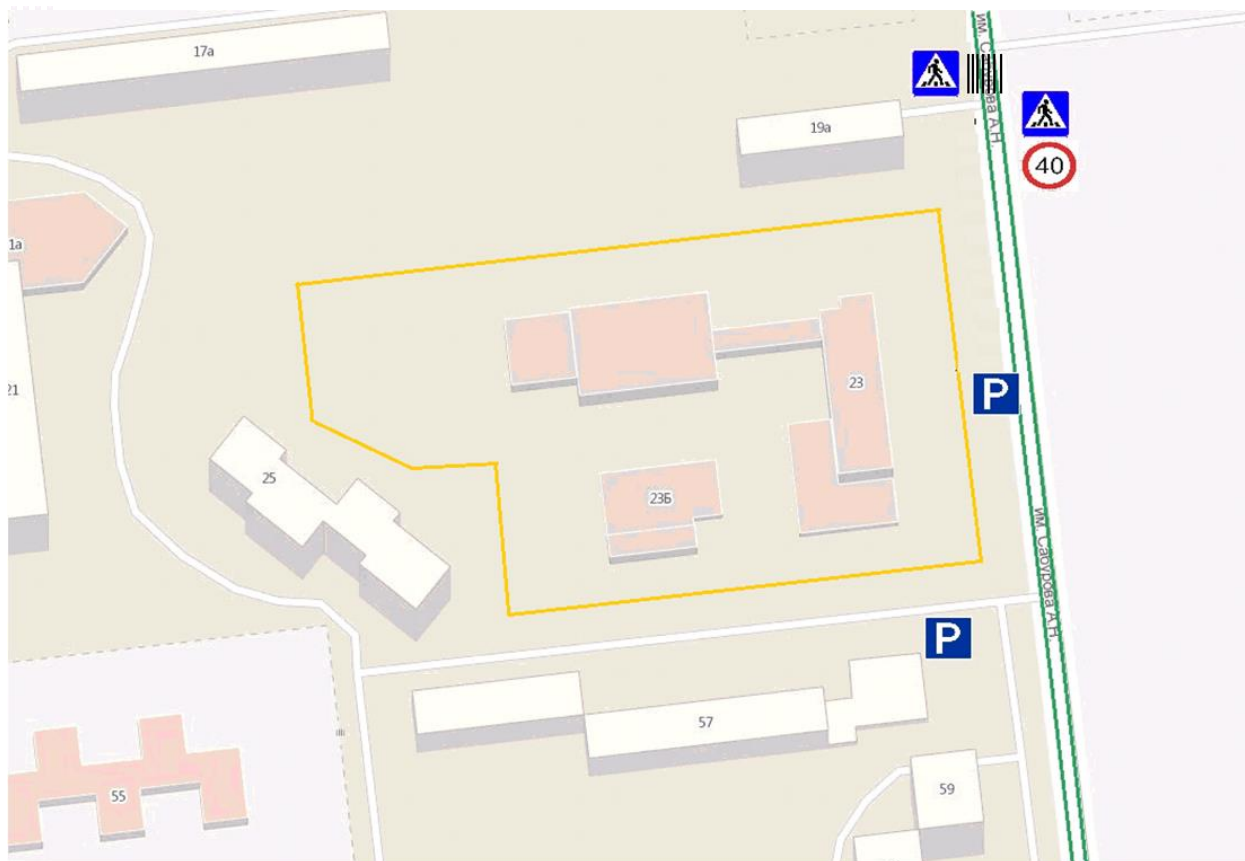 17а
им. Сабурова А.Н.
19а
40
1а
21
23
P
25
23Б
им. Сабурова А.Н.
P
57
59
55